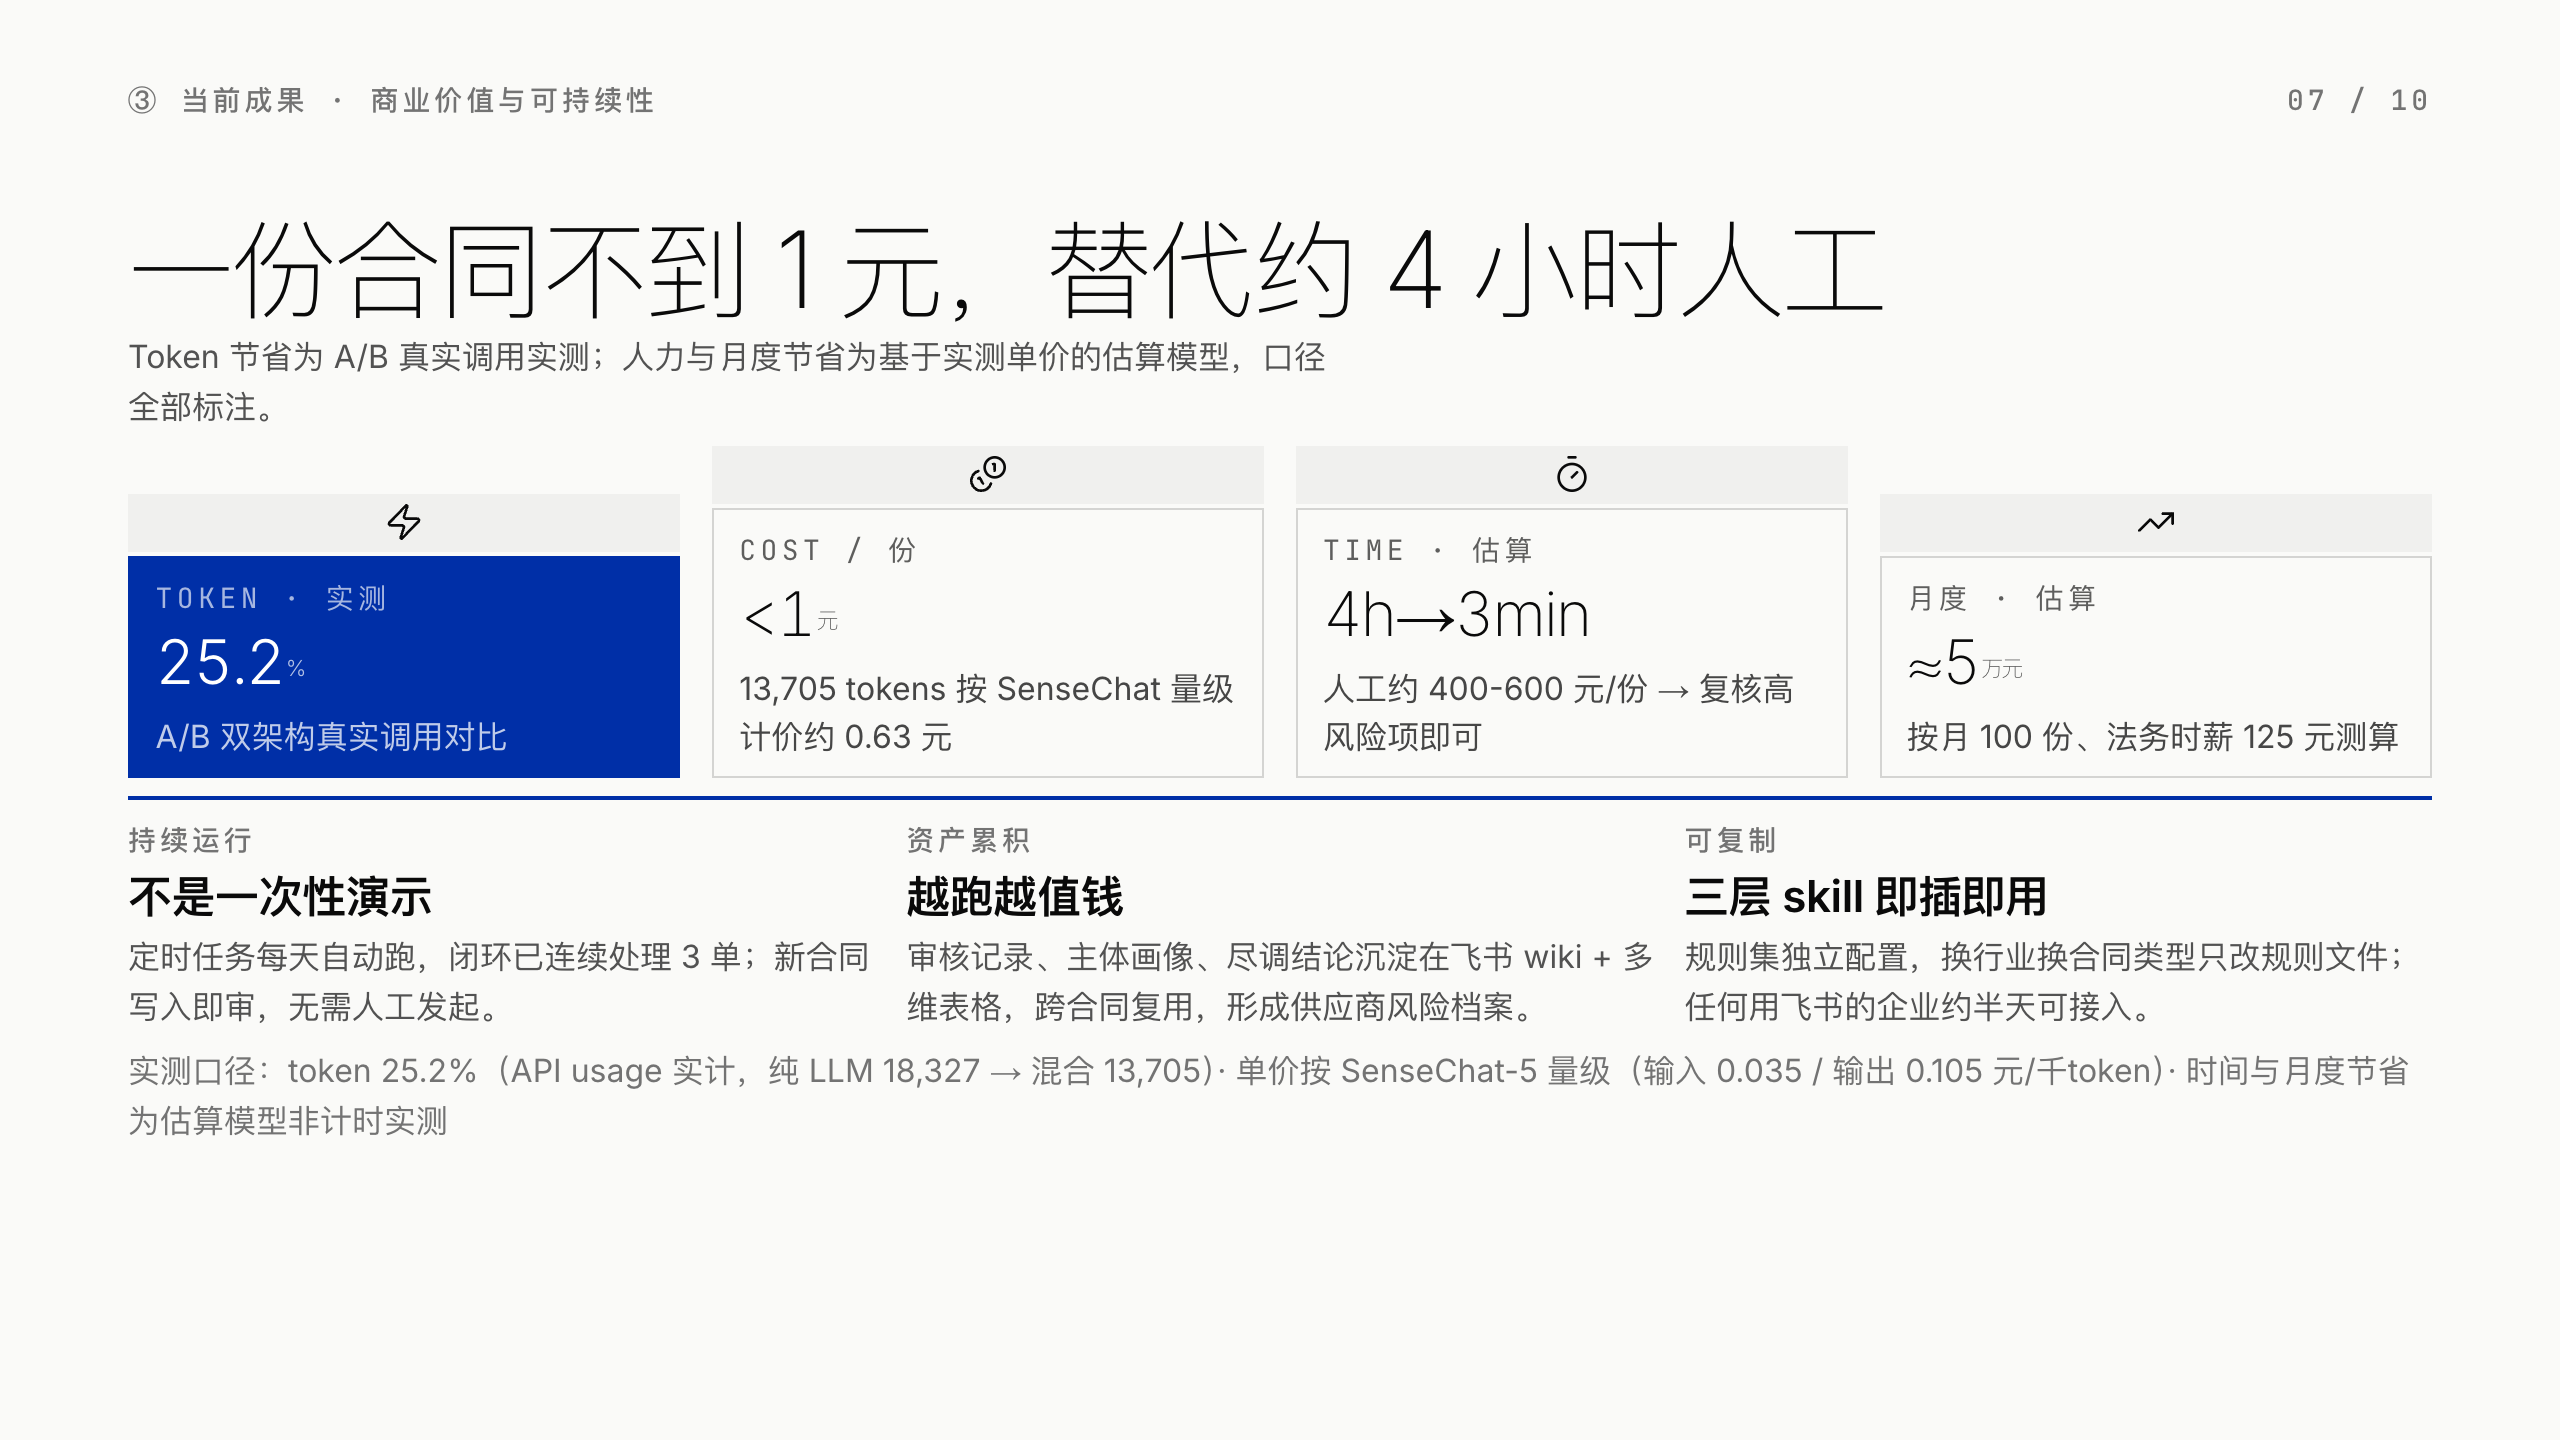 ③ 当前成果 · 商业价值与可持续性
07 / 10
一份合同不到 1 元，替代约 4 小时人工
Token 节省为 A/B 真实调用实测；人力与月度节省为基于实测单价的估算模型，口径
全部标注。
TOKEN · 实测
25.2%
A/B 双架构真实调用对比
COST / 份
<1元
13,705 tokens 按 SenseChat 量级
计价约 0.63 元
TIME · 估算
4h→3min
人工约 400-600 元/份 → 复核高
风险项即可
月度 · 估算
≈5万元
按月 100 份、法务时薪 125 元测算
持续运行
不是一次性演示
定时任务每天自动跑，闭环已连续处理 3 单；新合同
写入即审，无需人工发起。
资产累积
越跑越值钱
审核记录、主体画像、尽调结论沉淀在飞书 wiki + 多
维表格，跨合同复用，形成供应商风险档案。
可复制
三层 skill 即插即用
规则集独立配置，换行业换合同类型只改规则文件；
任何用飞书的企业约半天可接入。
实测口径：token 25.2%（API usage 实计，纯 LLM 18,327 → 混合 13,705）· 单价按 SenseChat-5 量级（输入 0.035 / 输出 0.105 元/千token）· 时间与月度节省
为估算模型非计时实测